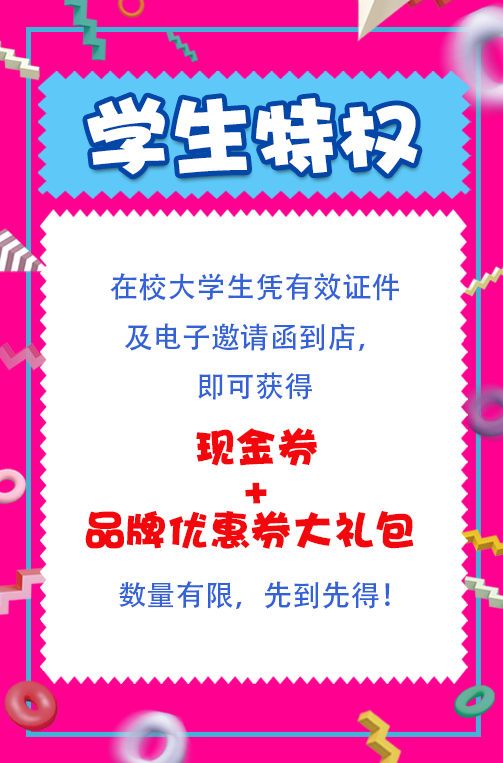 学生特权
在校大学生凭有效证件
及电子邀请函到店，
即可获得
现金券
+
品牌优惠券大礼包
数量有限，先到先得！